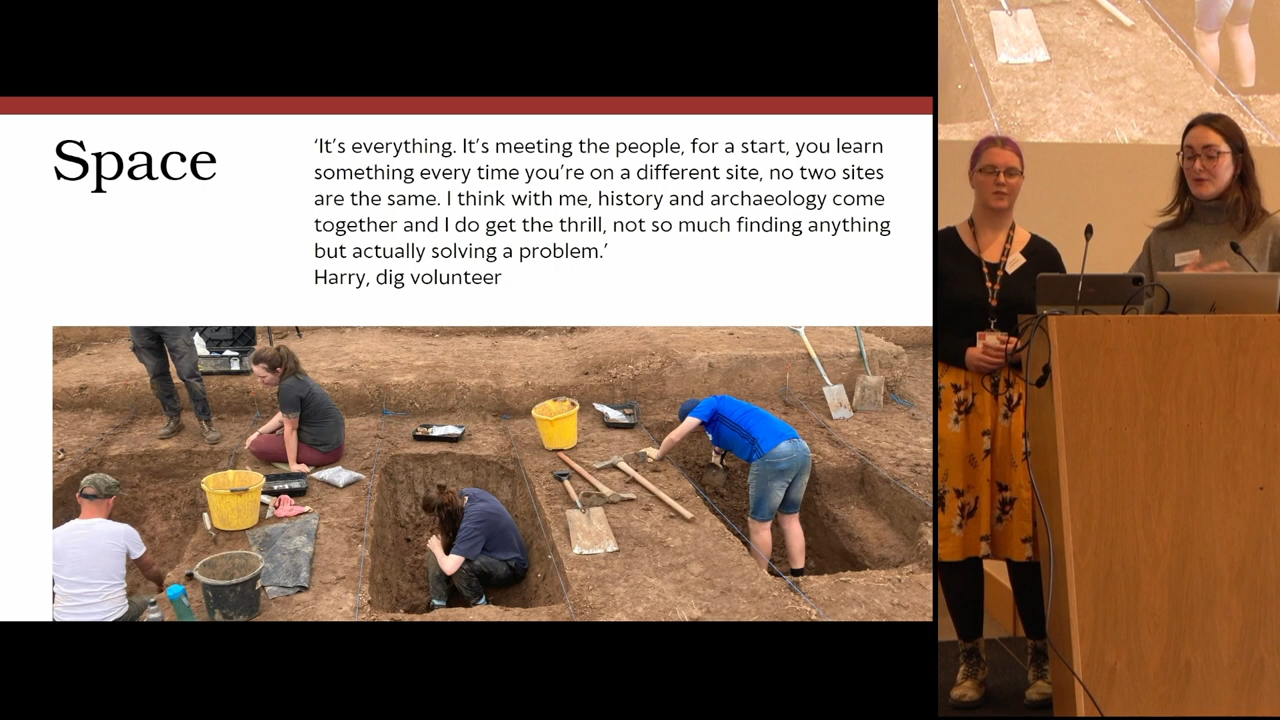 Space
‘It’s everything. It’s meeting the people, for a start, you learn
something every time you’re on a different site, no two sites
are the same. I think with me, history and archaeology come
together and I do get the thrill, not so much finding anything
but actually solving a problem.’
Harry, dig volunteer